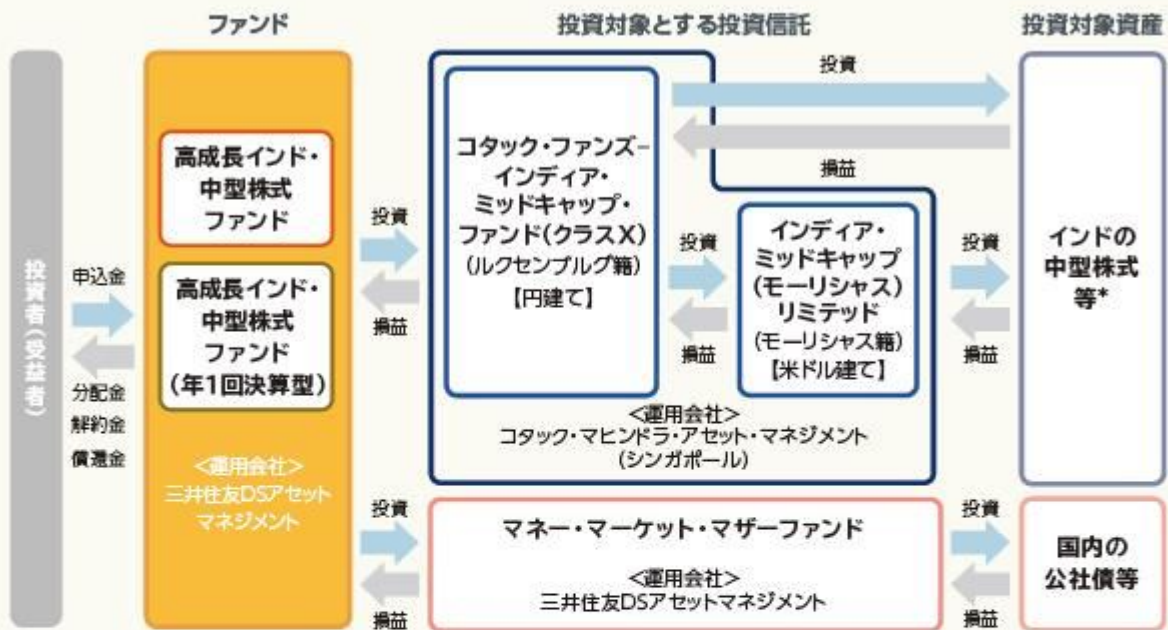 ファンド
投資対象とする投資信託
投資対象資産
投資者(受益者)
申込金
分配金
解約金
償還金
高成長インド・
中型株式
ファンド
高成長インド・
中型株式
ファンド
(年1回決算型)
<運用会社>
三井住友DSアセット
マネジメント
投資
損益
コタック・ファンズ−
インディア・
ミッドキャップ・
ファンド(クラスX)
(ルクセンブルグ籍)
【円建て】
投資
損益
投資
損益
インディア・
ミッドキャップ
(モーリシャス)
リミテッド
(モーリシャス籍)
【米ドル建て】
<運用会社>
コタック・マヒンドラ・アセット・マネジメント
(シンガポール)
投資
損益
インドの
中型株式
等*
投資
損益
マネー・マーケット・マザーファンド
<運用会社>
三井住友DSアセットマネジメント
投資
損益
国内の
公社債等